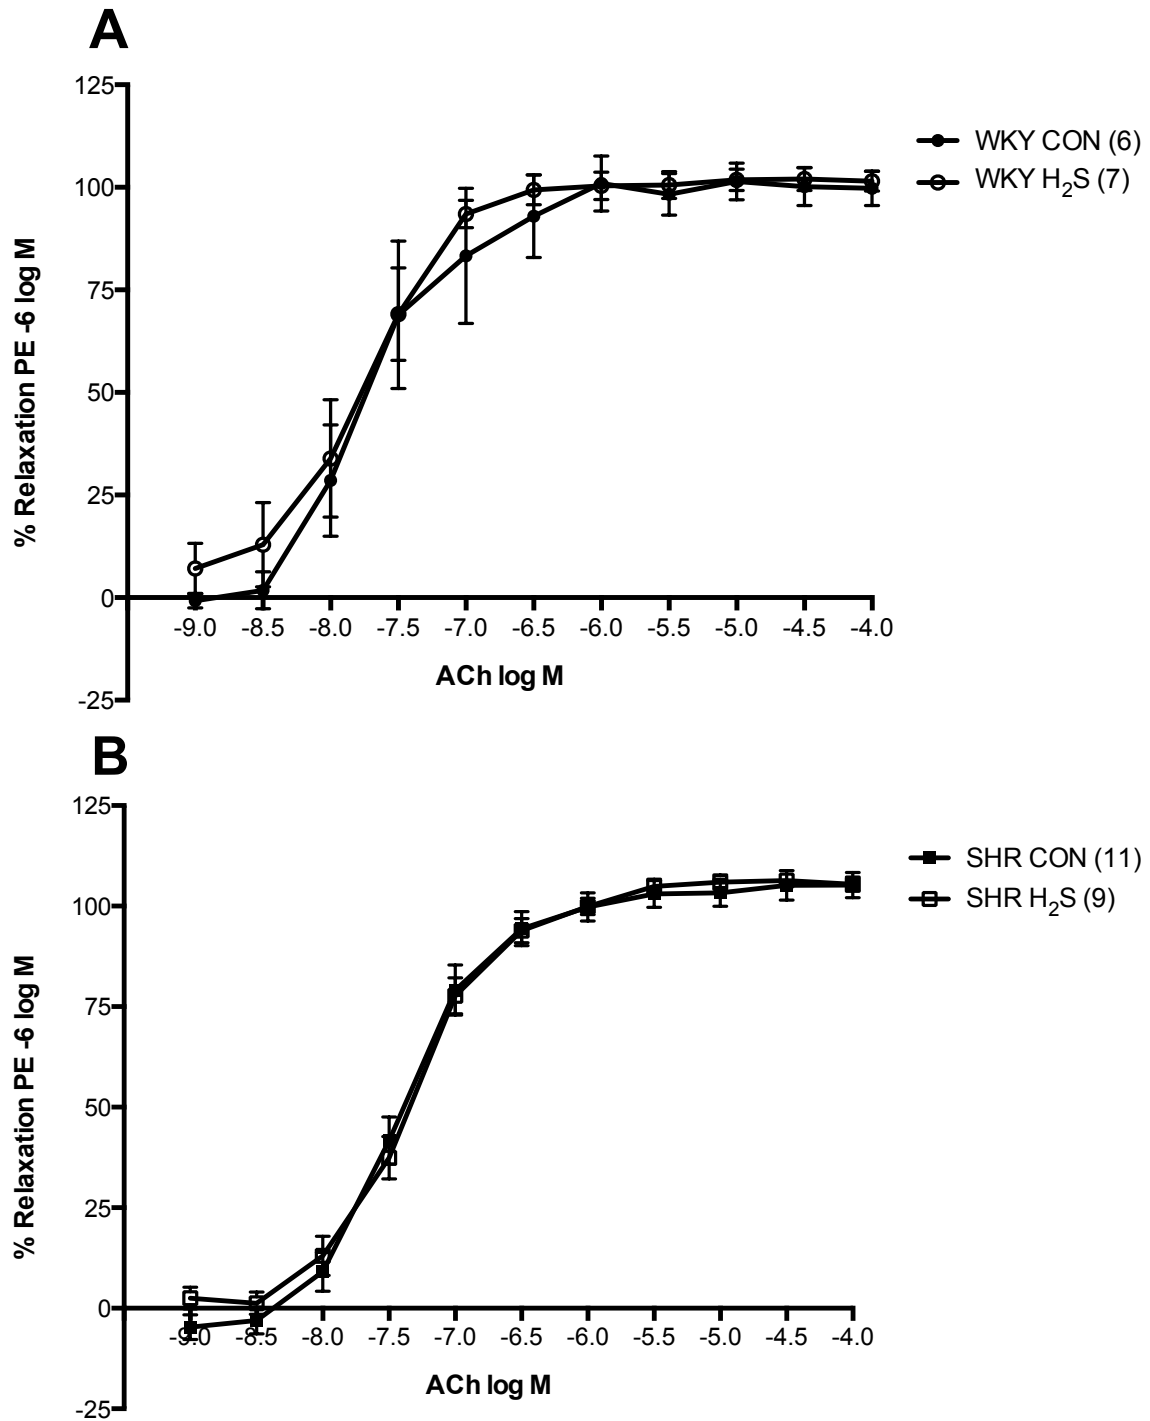 A
125
100
75
50
25
0
-25
% Relaxation PE -6 log M
-9.0 -8.5 -8.0 -7.5 -7.0 -6.5 -6.0 -5.5 -5.0 -4.5 -4.0
ACh log M
WKY CON (6)
WKY H₂S (7)
B
125
100
75
50
25
0
-25
% Relaxation PE -6 log M
-9.0 -8.5 -8.0 -7.5 -7.0 -6.5 -6.0 -5.5 -5.0 -4.5 -4.0
ACh log M
SHR CON (11)
SHR H₂S (9)